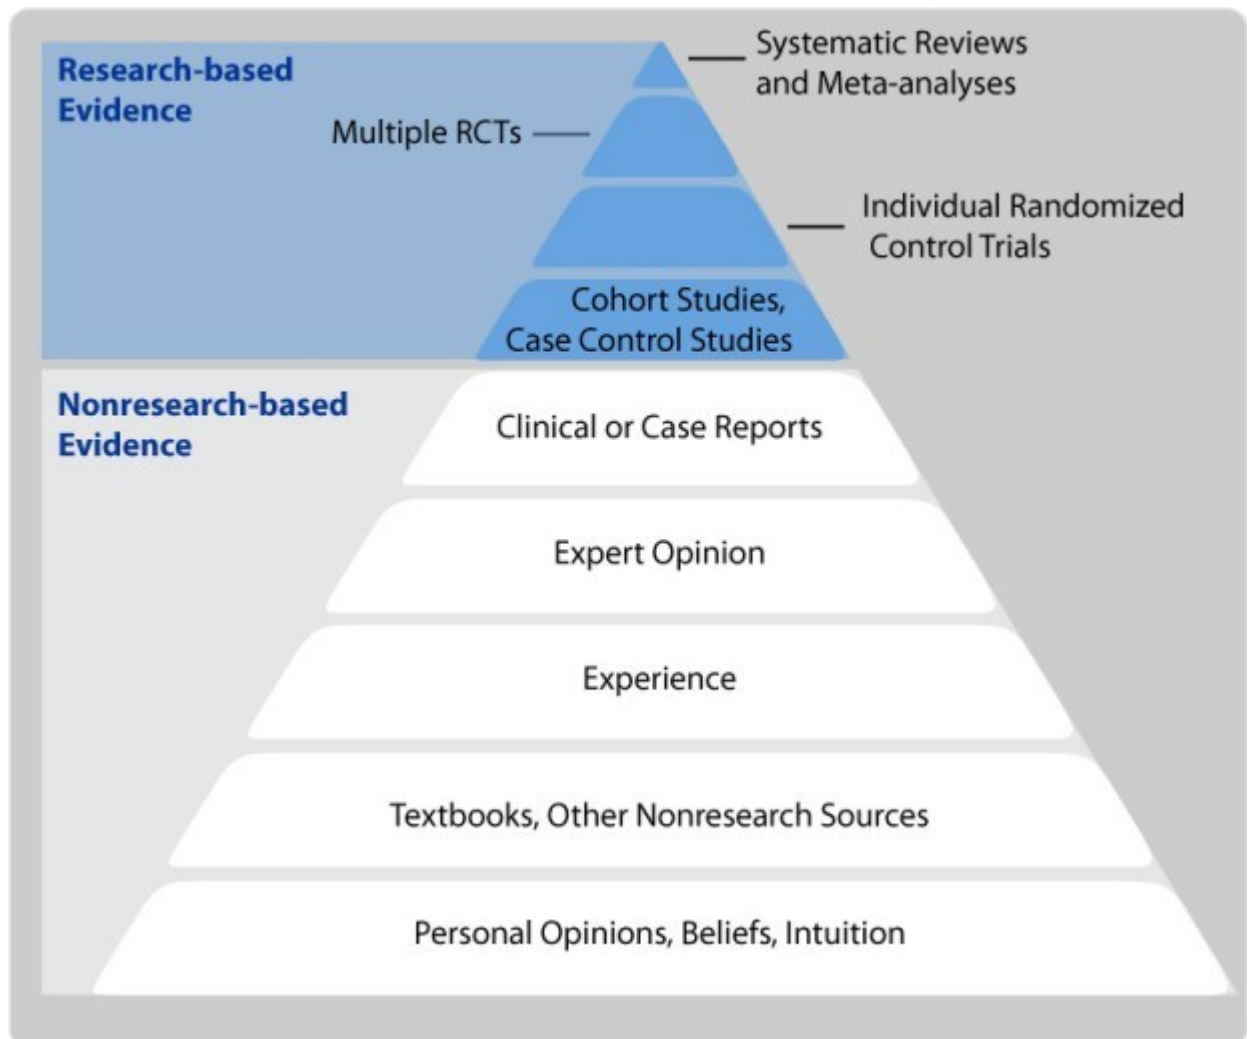 Systematic Reviews
and Meta-analyses
Research-based
Evidence
Multiple RCTs
Individual Randomized
Control Trials
Cohort Studies,
Case Control Studies
Nonresearch-based
Evidence
Clinical or Case Reports
Expert Opinion
Experience
Textbooks, Other Nonresearch Sources
Personal Opinions, Beliefs, Intuition